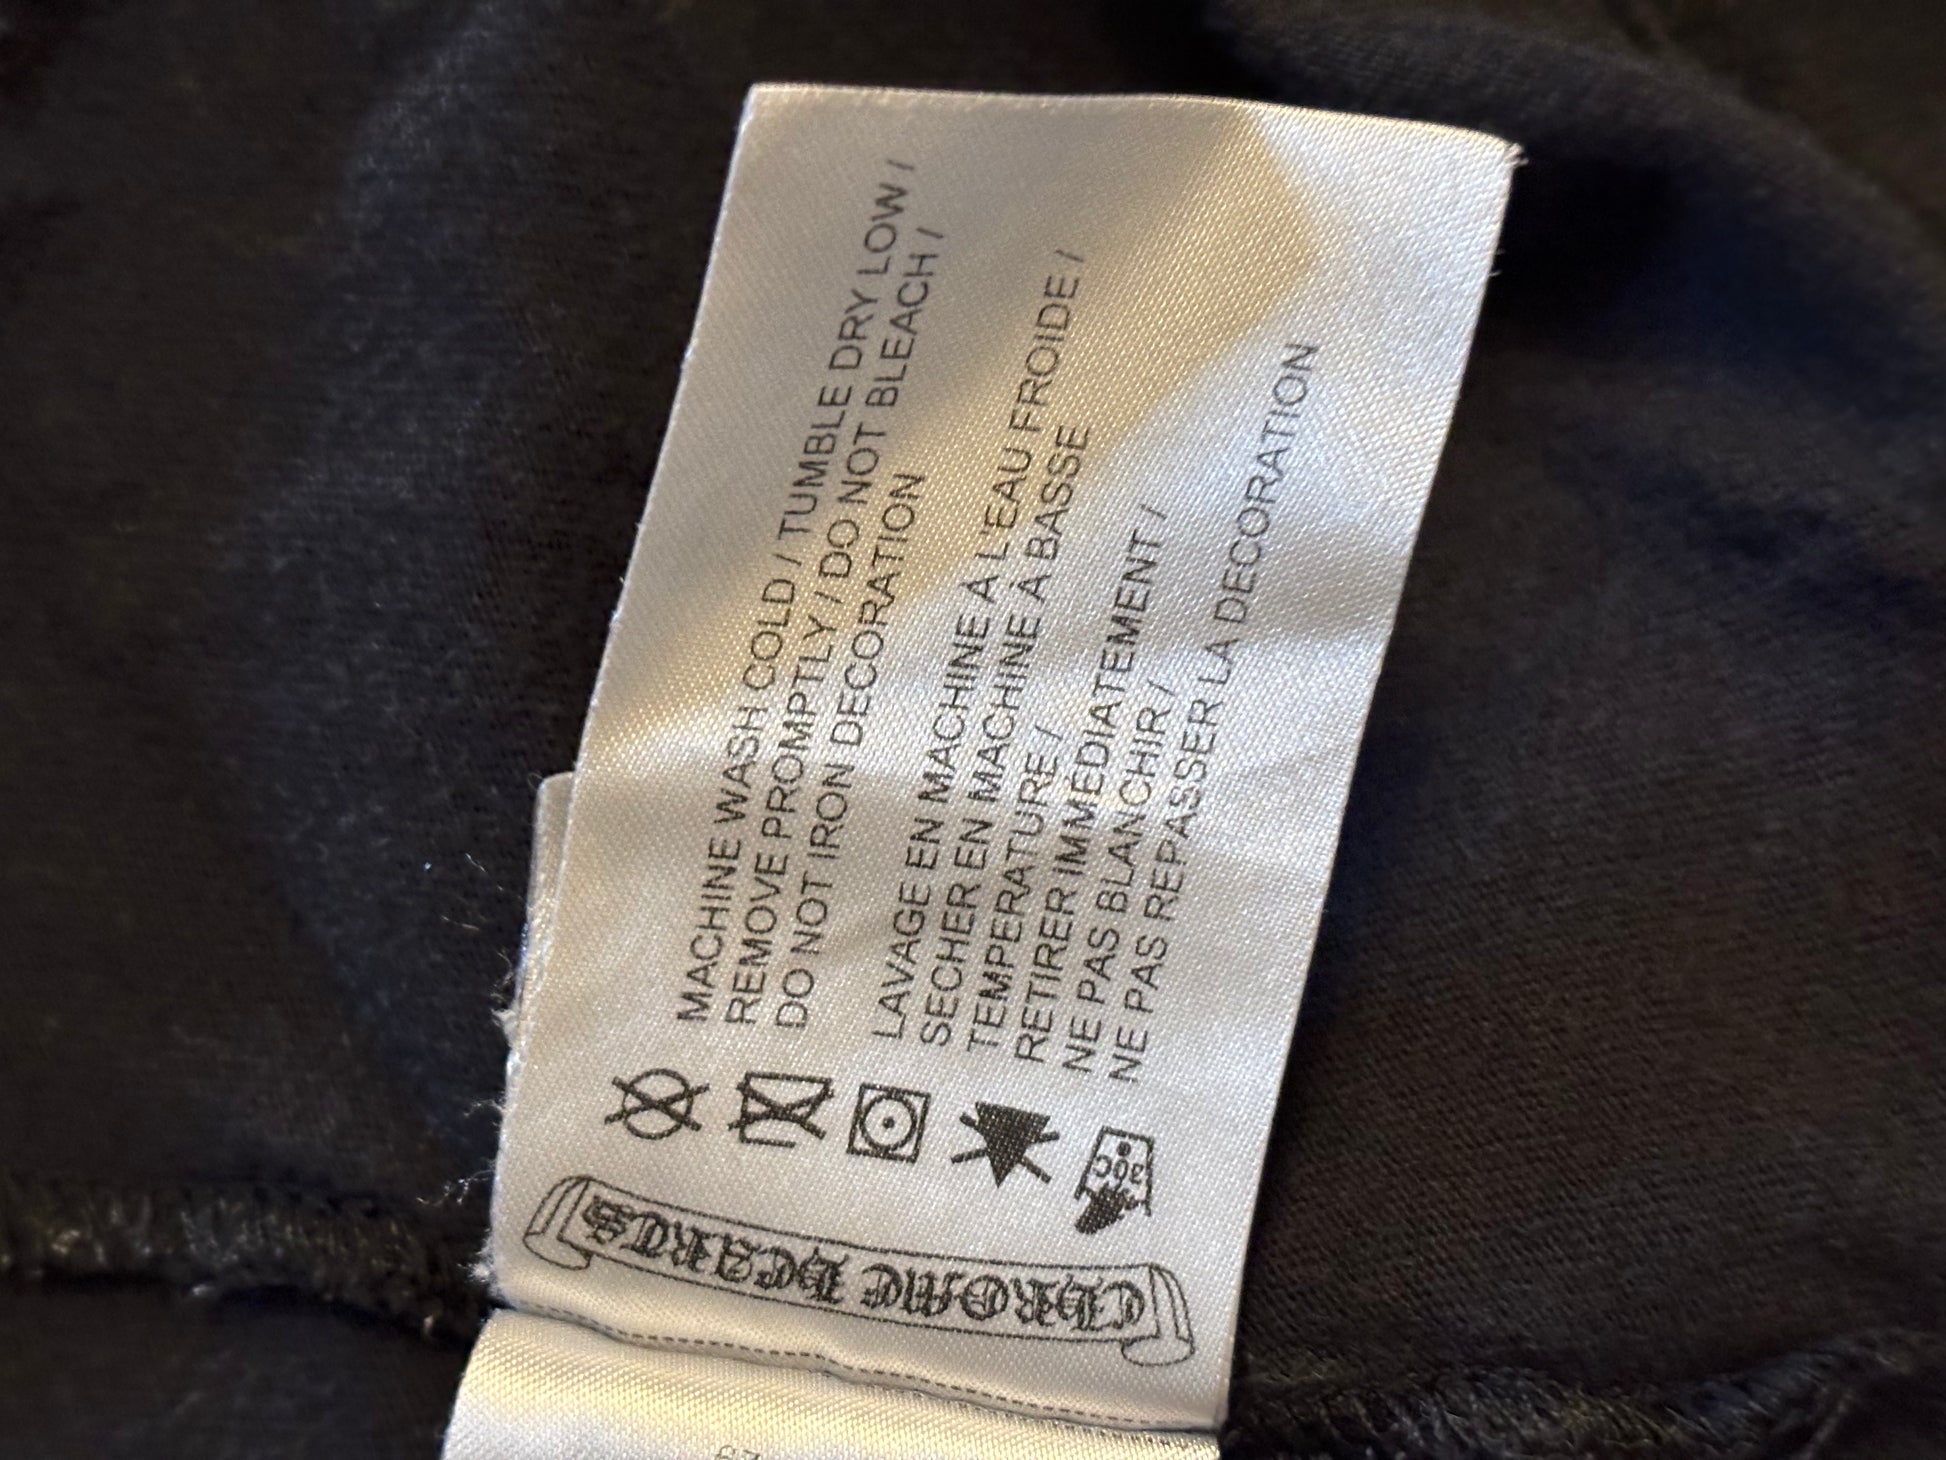 MACHINE WASH COLD / TUMBLE DRY LOW /
REMOVE PROMPTLY / DO NOT BLEACH /
DO NOT IRON DECORATION
LAVAGE EN MACHINE À L'EAU FROIDE /
SECHER EN MACHINE À BASSE
TEMPERATURE /
RETIRER IMMÉDIATEMENT /
NE PAS BLANCHIR /
NE PAS REPASSER LA DECORATION
30C
CHROME HEARTS